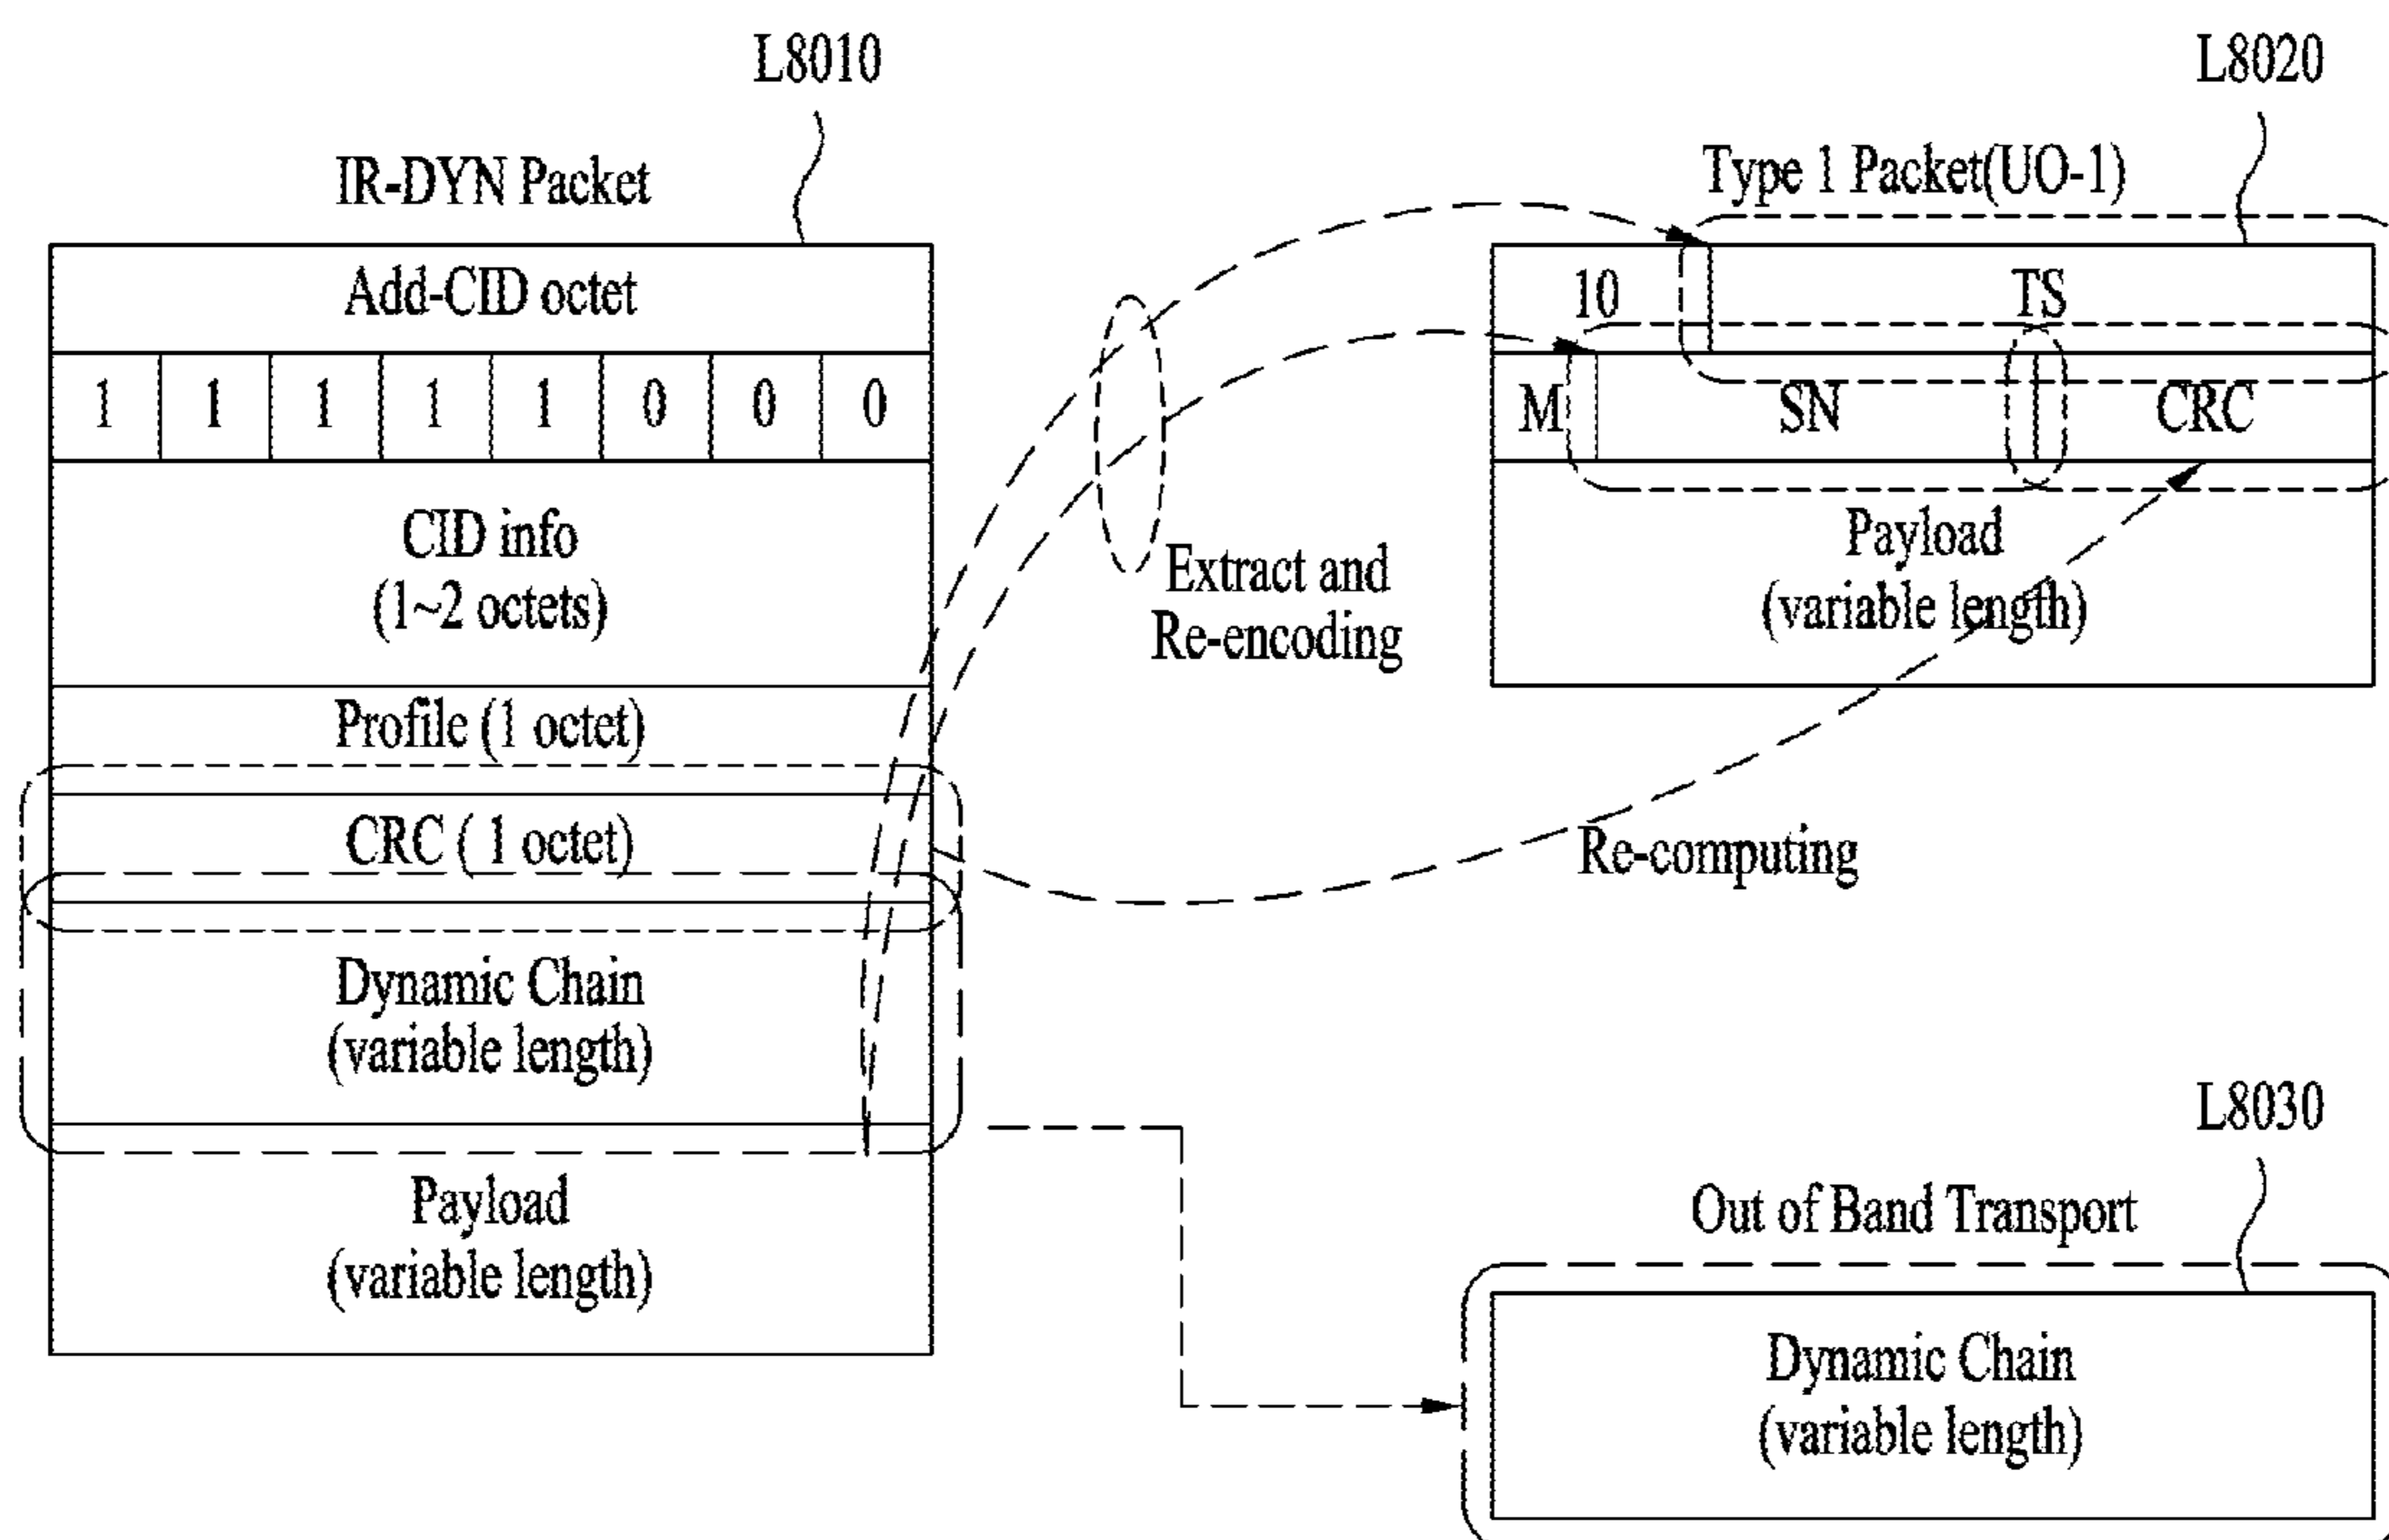 L8010
IR-DYN Packet
Add-CID octet
1 1 1 1 1 0 0 0
CID info
(1~2 octets)
Profile (1 octet)
CRC ( 1 octet)
Dynamic Chain
(variable length)
Payload
(variable length)
Extract and
Re-encoding
Re-computing
L8020
Type 1 Packet(UO-1)
10 TS
M SN CRC
Payload
(variable length)
L8030
Out of Band Transport
Dynamic Chain
(variable length)